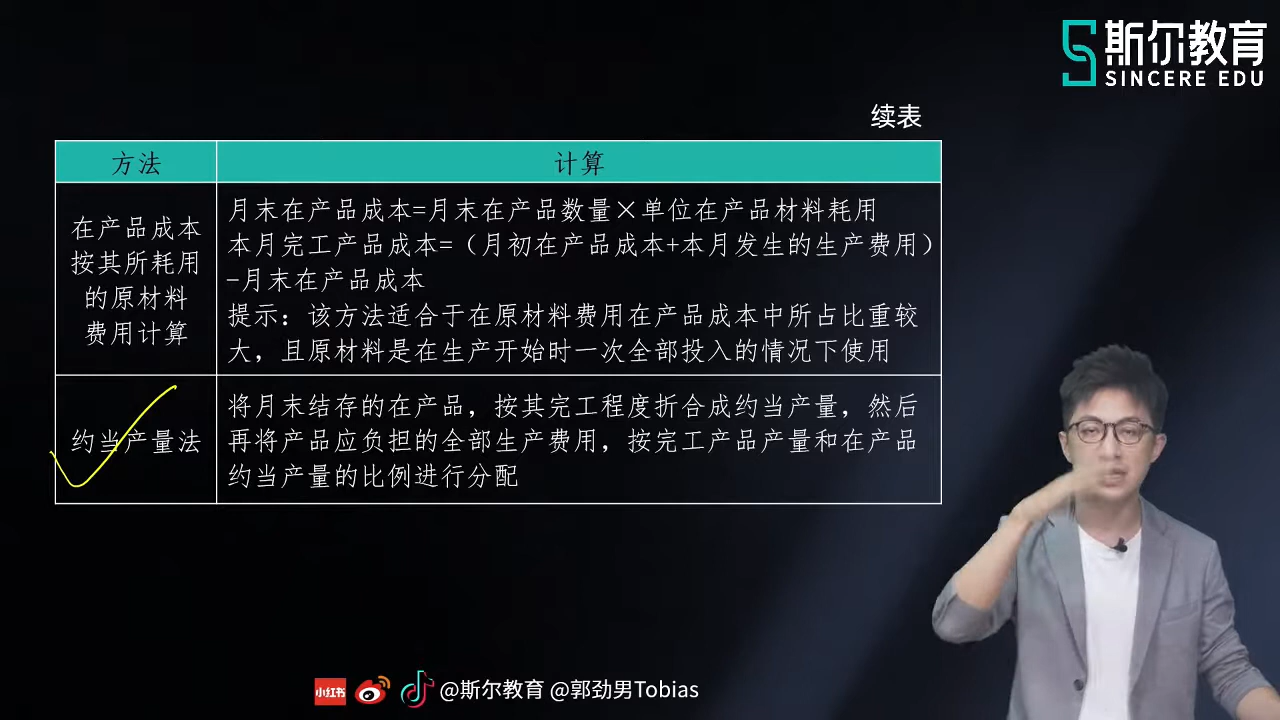 斯尔教育
SINCERE EDU
续表
方法
计算
在产品成本
按其所耗用
的原材料
费用计算
月末在产品成本=月末在产品数量×单位在产品材料耗用
本月完工产品成本=（月初在产品成本+本月发生的生产费用）
-月末在产品成本
提示：该方法适合于在原材料费用在产品成本中所占比重较
大，且原材料是在生产开始时一次全部投入的情况下使用
约当产量法
将月末结存的在产品，按其完工程度折合成约当产量，然后
再将产品应负担的全部生产费用，按完工产品产量和在产品
约当产量的比例进行分配
小红书
@斯尔教育 @郭劲男Tobias